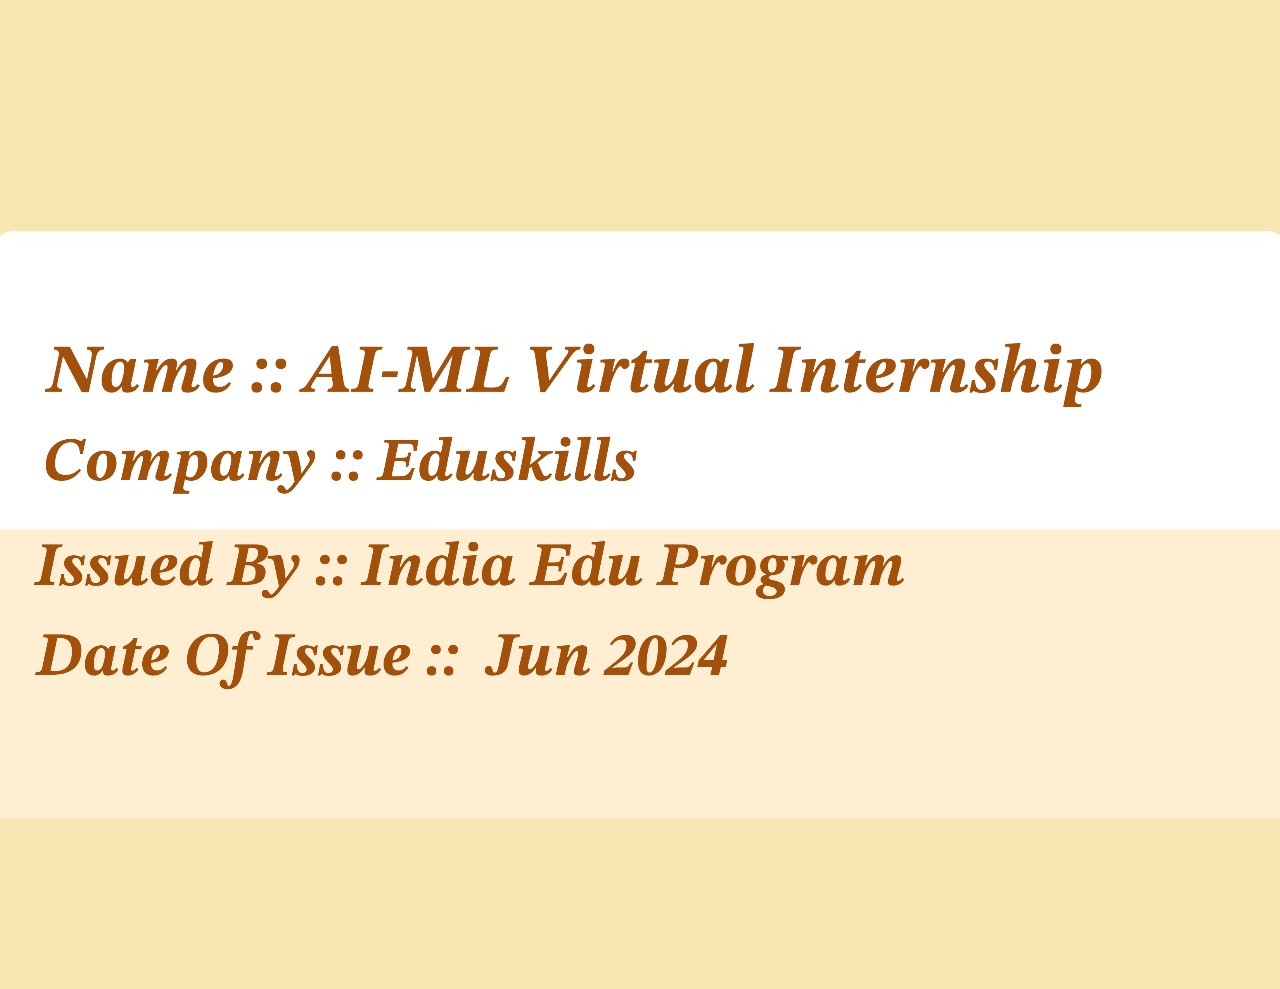 Name :: AI-ML Virtual Internship
Company :: Eduskills
Issued By :: India Edu Program
Date Of Issue :: Jun 2024